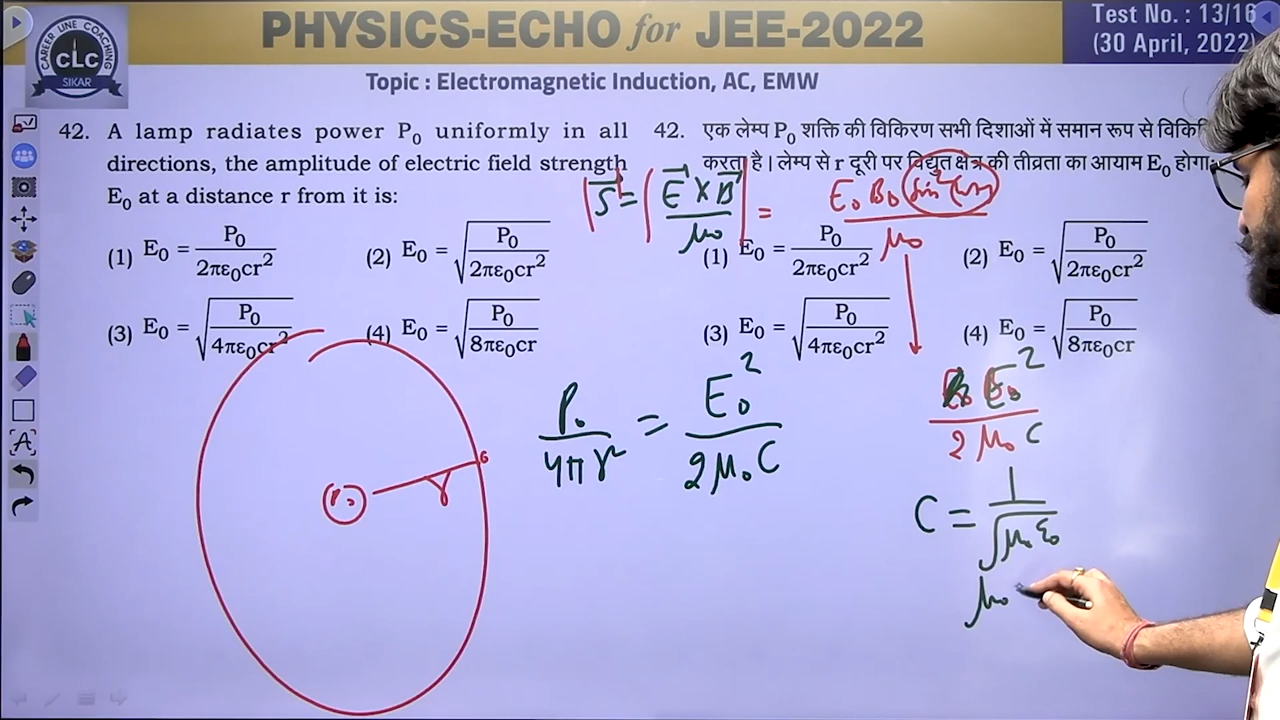 PHYSICS-ECHO for JEE-2022
Test No. : 13/16
(30 April, 2022)
CAREER LINE COACHING
CLC
SIKAR
Topic : Electromagnetic Induction, AC, EMW
42. A lamp radiates power P₀ uniformly in all
directions, the amplitude of electric field strength
E₀ at a distance r from it is:
(1) E₀ = P₀/(2πε₀cr²)
(2) E₀ = √(P₀/(2πε₀cr²))
(3) E₀ = √(P₀/(4πε₀cr²))
(4) E₀ = √(P₀/(8πε₀cr))
42. एक लेम्प P₀ शक्ति की विकिरण सभी दिशाओं में समान रूप से
करता है। लेम्प से r दूरी पर विद्युत क्षेत्र की तीव्रता का आयाम E₀ होगा:
(1) E₀ = P₀/(2πε₀cr²)
(2) E₀ = √(P₀/(2πε₀cr²))
(3) E₀ = √(P₀/(4πε₀cr²))
(4) E₀ = √(P₀/(8πε₀cr))
|S⃗| = |E⃗ × B⃗ / μ₀| = E₀ B₀ / μ₀
P₀/(4πr²) = E₀²/(2μ₀C)
E₀²/(2μ₀C)
C = 1/√(μ₀ε₀)
μ₀
P₀
r